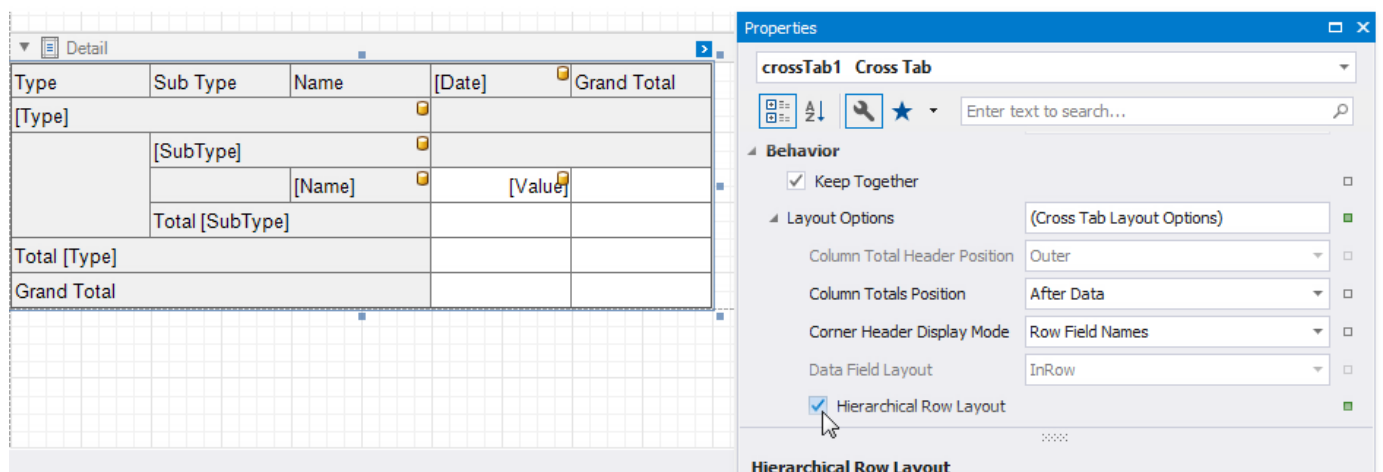 Detail
Type Sub Type Name [Date] Grand Total
[Type]
[SubType]
[Name] [Value]
Total [SubType]
Total [Type]
Grand Total
Properties
crossTab1 Cross Tab
Enter text to search...
Behavior
Keep Together
Layout Options (Cross Tab Layout Options)
Column Total Header Position Outer
Column Totals Position After Data
Corner Header Display Mode Row Field Names
Data Field Layout InRow
Hierarchical Row Layout
Hierarchical Row Layout